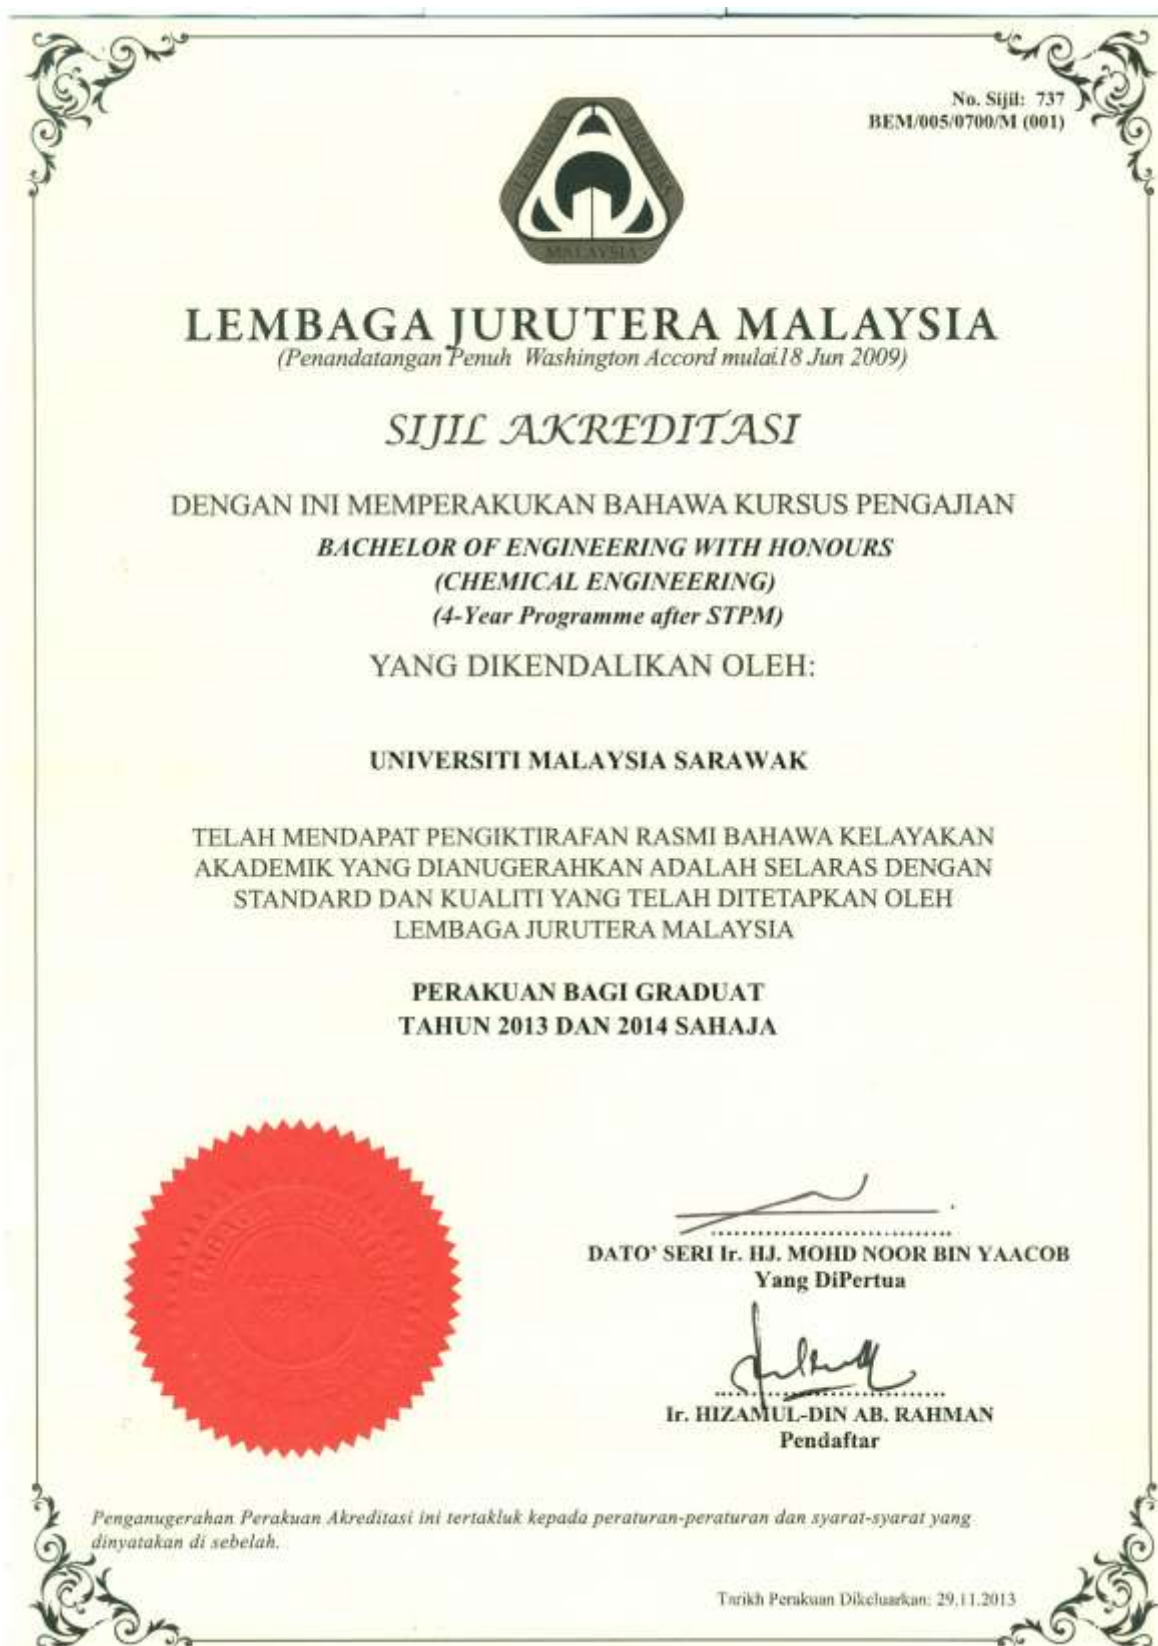 No. Sijil: 737
BEM/005/0700/M (001)
LEMBAGA JURUTERA
MALAYSIA
LEMBAGA JURUTERA MALAYSIA
(Penandatangan Penuh Washington Accord mulai18 Jun 2009)
SIJIL AKREDITASI
DENGAN INI MEMPERAKUKAN BAHAWA KURSUS PENGAJIAN
BACHELOR OF ENGINEERING WITH HONOURS
(CHEMICAL ENGINEERING)
(4-Year Programme after STPM)
YANG DIKENDALIKAN OLEH:
UNIVERSITI MALAYSIA SARAWAK
TELAH MENDAPAT PENGIKTIRAFAN RASMI BAHAWA KELAYAKAN
AKADEMIK YANG DIANUGERAHKAN ADALAH SELARAS DENGAN
STANDARD DAN KUALITI YANG TELAH DITETAPKAN OLEH
LEMBAGA JURUTERA MALAYSIA
PERAKUAN BAGI GRADUAT
TAHUN 2013 DAN 2014 SAHAJA
DATO' SERI Ir. HJ. MOHD NOOR BIN YAACOB
Yang DiPertua
Ir. HIZAMUL-DIN AB. RAHMAN
Pendaftar
Penganugerahan Perakuan Akreditasi ini tertakluk kepada peraturan-peraturan dan syarat-syarat yang
dinyatakan di sebelah.
Tarikh Perakuan Dikeluarkan: 29.11.2013